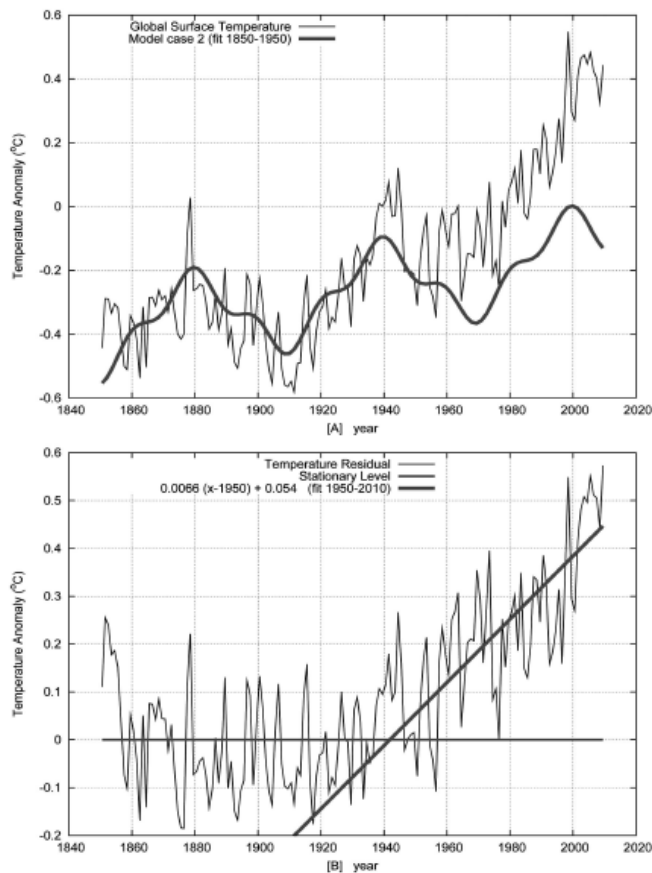 Global Surface Temperature
Model case 2 (fit 1850-1950)
0.6
0.4
0.2
0
-0.2
-0.4
-0.6
Temperature Anomaly (°C)
1840 1860 1880 1900 1920 1940 1960 1980 2000 2020
[A] year
Temperature Residual
Stationary Level
0.0066 (x-1950) + 0.054 (fit 1950-2010)
0.6
0.5
0.4
0.3
0.2
0.1
0
-0.1
-0.2
Temperature Anomaly (°C)
1840 1860 1880 1900 1920 1940 1960 1980 2000 2020
[B] year